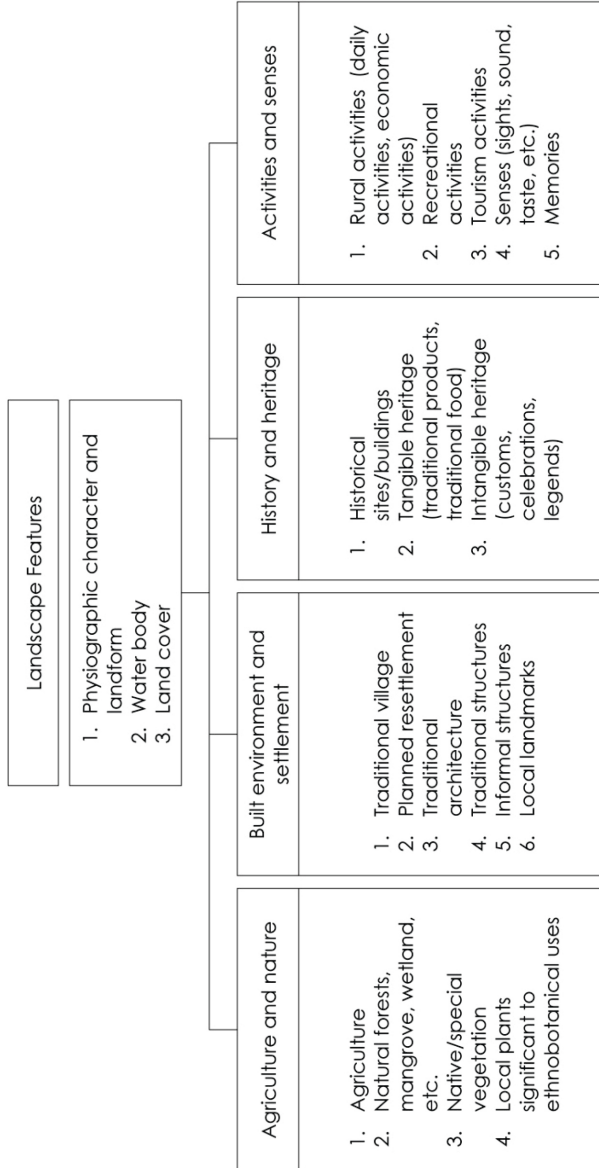 Landscape Features
1. Physiographic character and
landform
2. Water body
3. Land cover
Agriculture and nature
1. Agriculture
2. Natural forests,
mangrove, wetland,
etc.
3. Native/special
vegetation
4. Local plants
significant to
ethnobotanical uses
Built environment and
settlement
1. Traditional village
2. Planned resettlement
3. Traditional
architecture
4. Traditional structures
5. Informal structures
6. Local landmarks
History and heritage
1. Historical
sites/buildings
2. Tangible heritage
(traditional products,
traditional food)
3. Intangible heritage
(customs,
celebrations,
legends)
Activities and senses
1. Rural activities (daily
activities, economic
activities)
2. Recreational
activities
3. Tourism activities
4. Senses (sights, sound,
taste, etc.)
5. Memories